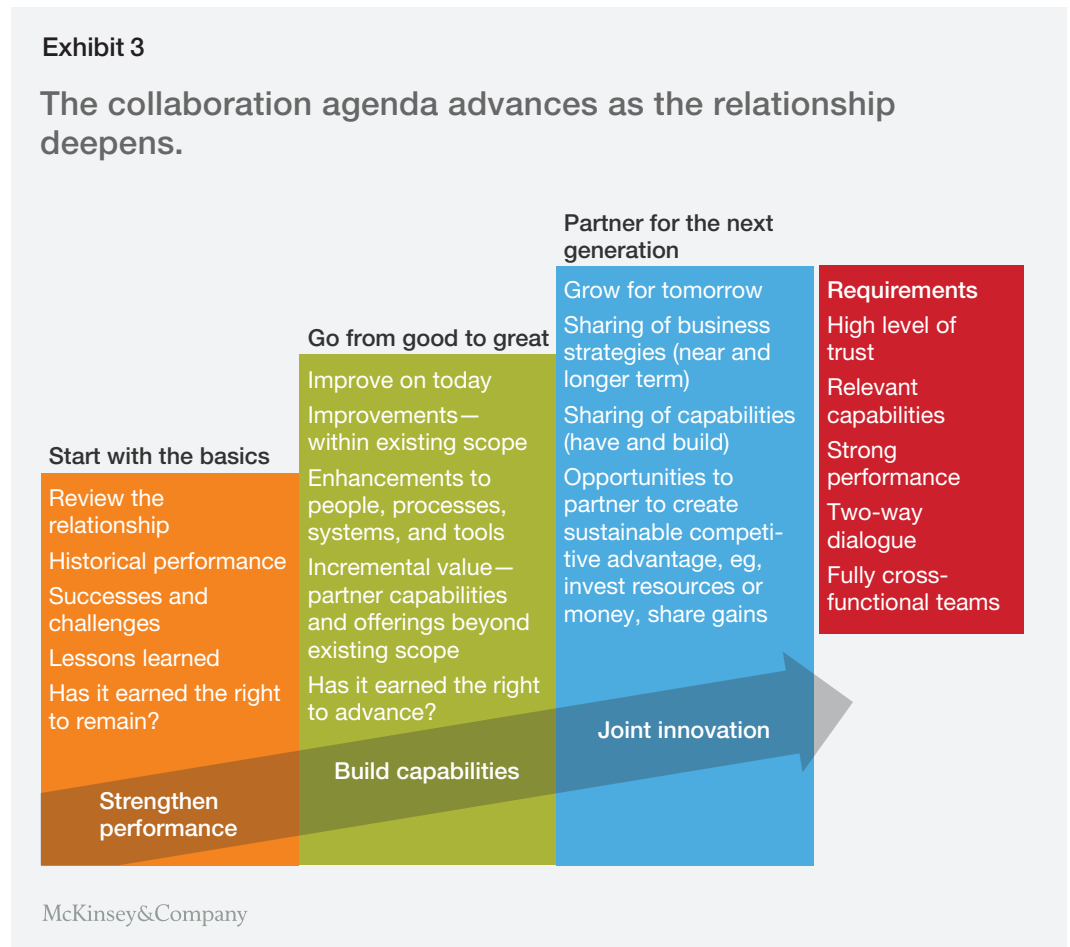 Exhibit 3
The collaboration agenda advances as the relationship
deepens.
Start with the basics
Review the
relationship
Historical performance
Successes and
challenges
Lessons learned
Has it earned the right
to remain?
Strengthen
performance
Go from good to great
Improve on today
Improvements—
within existing scope
Enhancements to
people, processes,
systems, and tools
Incremental value—
partner capabilities
and offerings beyond
existing scope
Has it earned the right
to advance?
Build capabilities
Partner for the next
generation
Grow for tomorrow
Sharing of business
strategies (near and
longer term)
Sharing of capabilities
(have and build)
Opportunities to
partner to create
sustainable competi-
tive advantage, eg,
invest resources or
money, share gains
Joint innovation
Requirements
High level of
trust
Relevant
capabilities
Strong
performance
Two-way
dialogue
Fully cross-
functional teams
McKinsey&Company